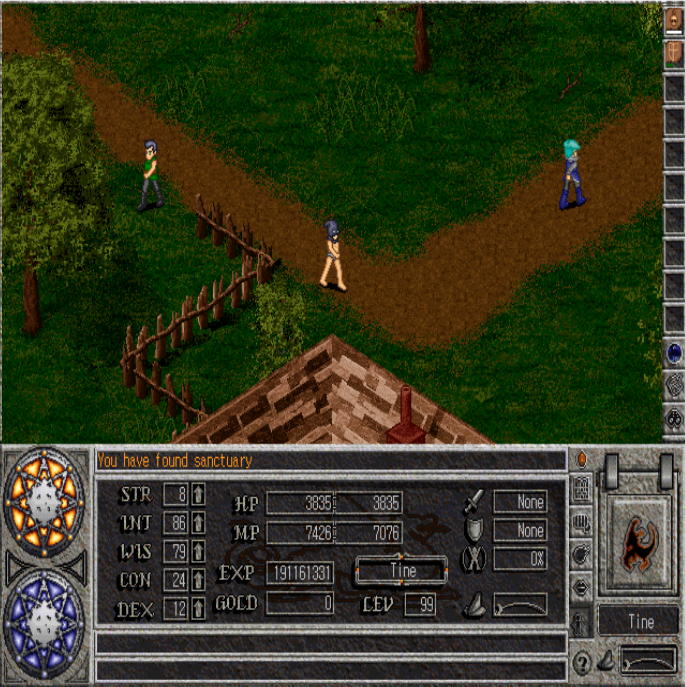 You have found sanctuary
STR 8 HP 3835 3835 None
INT 86 MP 7426 7076 None
WIS 79 EXP 191161331 Tine 0%
CON 24 GOLD 0 LEV 99
DEX 12
Tine
?